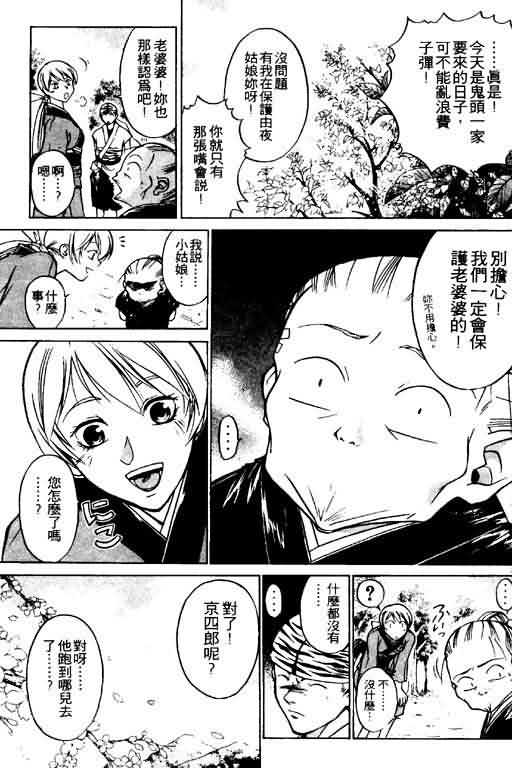 ……真是！
今天是鬼頭一家
要來的日子，
可不能亂浪費
子彈！
沒問題
有我在保護由夜
姑娘妳呀！
你就只有
那張嘴會說！
老婆婆！妳也
那樣認為吧！
啊……？
嗯……？
別擔心！
我們一定會保
護老婆婆的！
妳不用擔心。
我說……
小姑娘……
什麼
事？
……
您怎麼了嗎
……？
にこ
……
？
不……
沒什麼！
什麼都沒有
……
對了！
京四郎呢？
對呀……
他跑到哪兒去
了……？